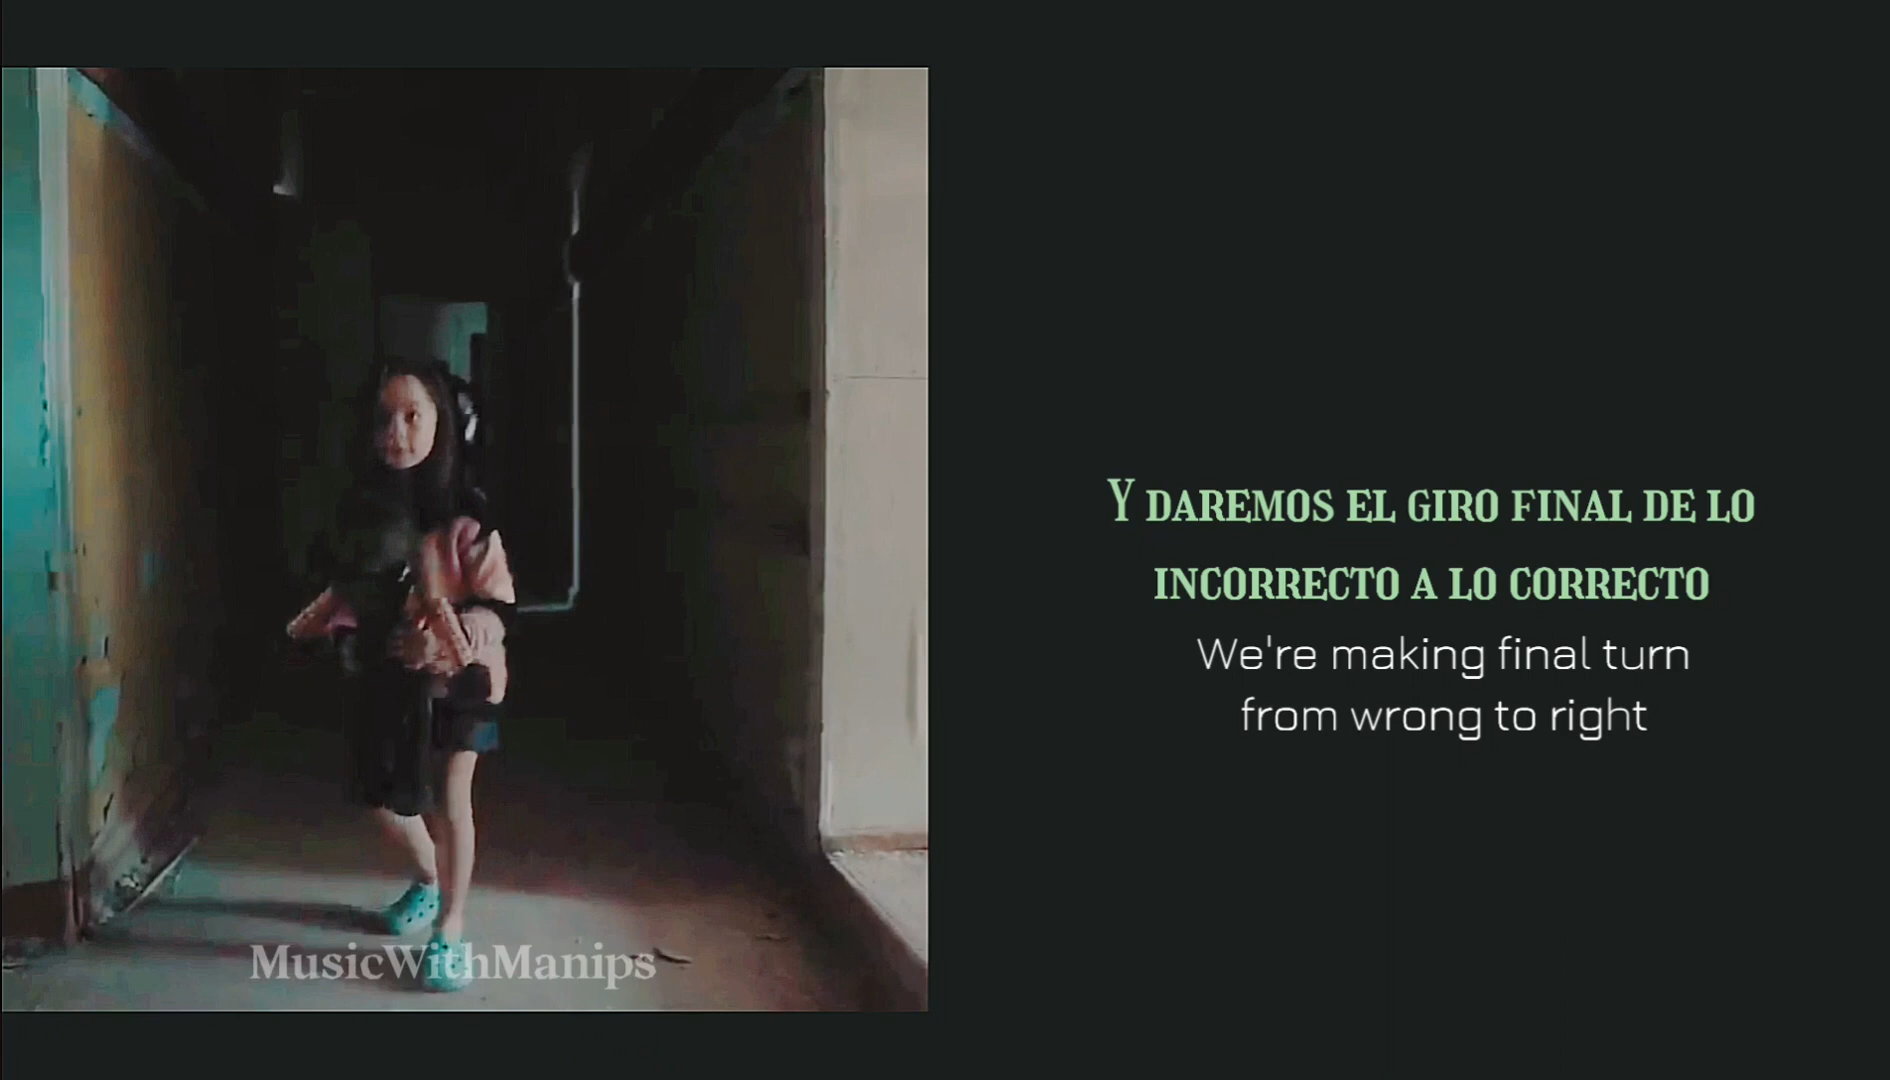 Y DAREMOS EL GIRO FINAL DE LO
INCORRECTO A LO CORRECTO
We're making final turn
from wrong to right
MusicWithManips